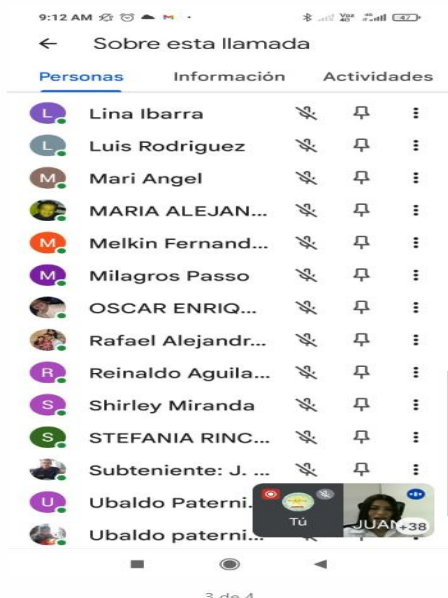 9:12 AM
Sobre esta llamada
Personas Información Actividades
L Lina Ibarra
L Luis Rodriguez
M Mari Angel
MARIA ALEJAN...
M Melkin Fernand...
M Milagros Passo
OSCAR ENRIQ...
Rafael Alejandr...
R Reinaldo Aguila...
S Shirley Miranda
S STEFANIA RINC...
Subteniente: J. ...
U Ubaldo Paterni...
Ubaldo paterni...
Tú JUAN +38
3 de 4